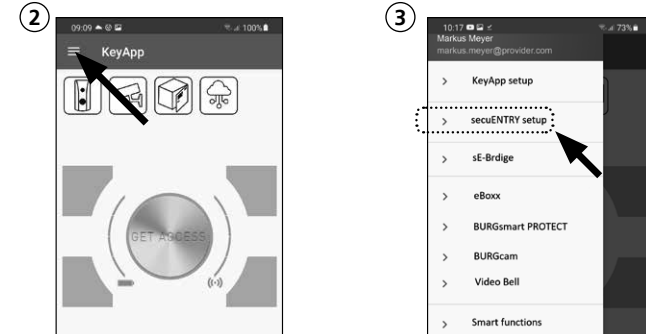 2
09:09 100%
KeyApp
GET ACCESS
3
10:17 73%
Markus Meyer
markus.meyer@provider.com
> KeyApp setup
> secuENTRY setup
> sE-Brdige
> eBoxx
> BURGsmart PROTECT
> BURGcam
> Video Bell
> Smart functions